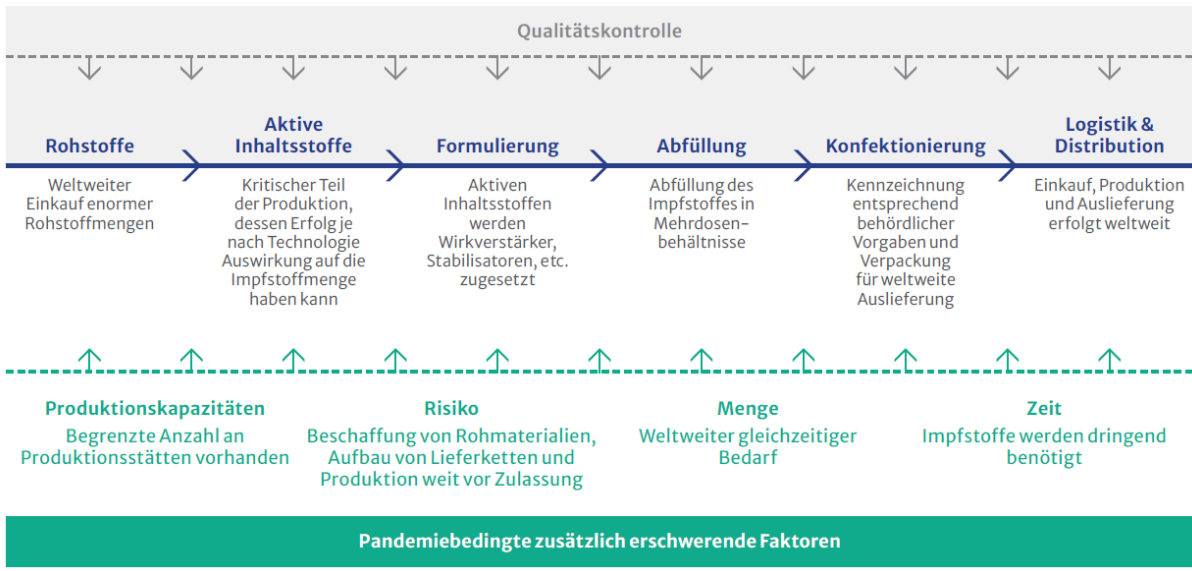 Qualitätskontrolle
Rohstoffe
Weltweiter
Einkauf enormer
Rohstoffmengen
Aktive
Inhaltsstoffe
Kritischer Teil
der Produktion,
dessen Erfolg je
nach Technologie
Auswirkung auf die
Impfstoffmenge
haben kann
Formulierung
Aktiven
Inhaltsstoffen
werden
Wirkverstärker,
Stabilisatoren, etc.
zugesetzt
Abfüllung
Abfüllung des
Impfstoffes in
Mehrdosen-
behältnisse
Konfektionierung
Kennzeichnung
entsprechend
behördlicher
Vorgaben und
Verpackung
für weltweite
Auslieferung
Logistik &
Distribution
Einkauf, Produktion
und Auslieferung
erfolgt weltweit
Produktionskapazitäten
Begrenzte Anzahl an
Produktionsstätten vorhanden
Risiko
Beschaffung von Rohmaterialien,
Aufbau von Lieferketten und
Produktion weit vor Zulassung
Menge
Weltweiter gleichzeitiger
Bedarf
Zeit
Impfstoffe werden dringend
benötigt
Pandemiebedingte zusätzlich erschwerende Faktoren